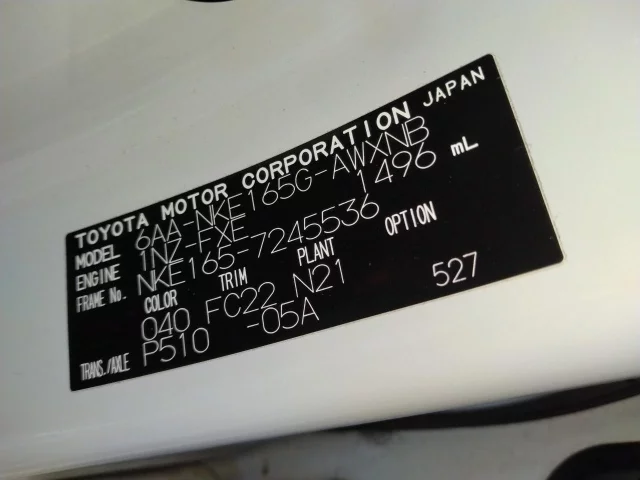 TOYOTA MOTOR CORPORATION JAPAN
MODEL 6AA-NKE165G-AWXNB
ENGINE 1NZ-FXE 1496 mL
FRAME No. NKE165-7245536
COLOR TRIM PLANT OPTION
040 FC22 N21
TRANS./AXLE P510 -05A 527